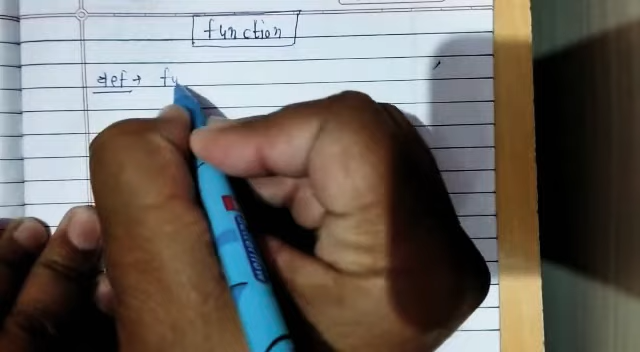 function
def → fu